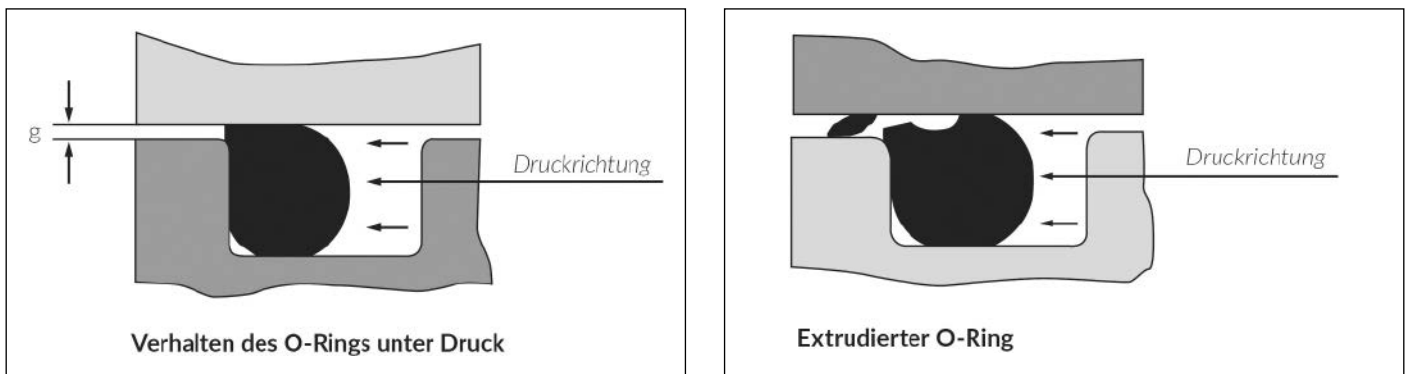 g
Druckrichtung
Verhalten des O-Rings unter Druck
Druckrichtung
Extrudierter O-Ring